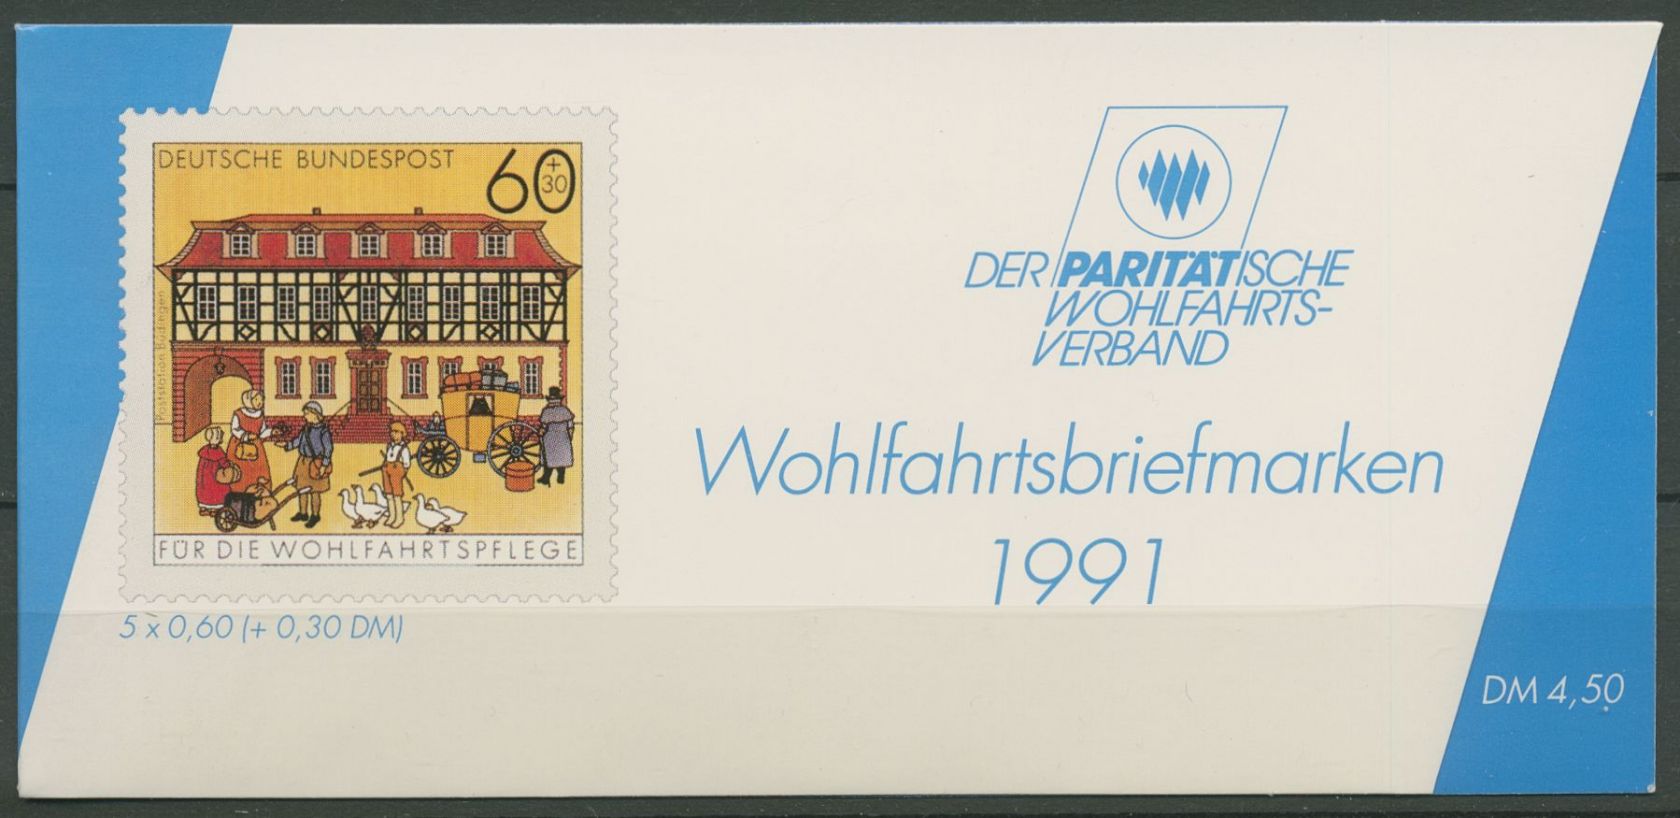 DEUTSCHE BUNDESPOST
60
+
30
Poststation Büdingen
FÜR DIE WOHLFAHRTSPFLEGE
5 x 0,60 (+ 0,30 DM)
DER PARITÄTISCHE
WOHLFAHRTS-
VERBAND
Wohlfahrtsbriefmarken
1991
DM 4,50